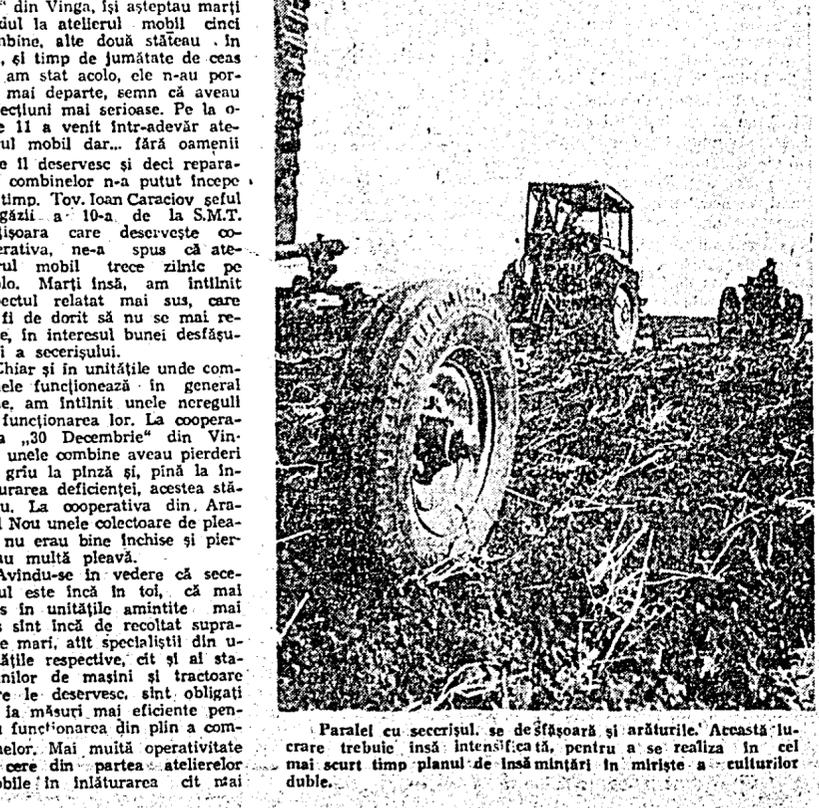 “ din Vinga, își așteptau marți
dul la atelierul mobil cinci
nbine, alte două stăteau în
, și timp de jumătate de ceas
am stat acolo, ele n-au por-
mai departe, semn că aveau
ecțiuni mai serioase. Pe la o-
e 11 a venit într-adevăr ate-
ul mobil dar... fără oamenii
e îl deservesc și deci repara-
combinelor n-a putut începe
timp. Tov. Ioan Caraciov șeful
găzii a 10-a de la S.M.T.
ișoara care deservește co-
erativa, ne-a spus că ate-
rul mobil trece zilnic pe
lo. Marți însă, am întîlnit
pectul relatat mai sus, care
fi de dorit să nu se mai re-
e, în interesul bunei desfășu-
i a secerișului.
Chiar și în unitățile unde com-
ele funcționează în general
e, am întîlnit unele nereguli
funcționarea lor. La coopera-
a „30 Decembrie“ din Vin-
unele combine aveau pierderi
griu la pînză și, pînă la în-
urarea deficienței, acestea stă-
u. La cooperativa din Ara-
l Nou unele colectoare de plea-
nu erau bine închise și pier-
au multă pleavă.
Avîndu-se în vedere că sece-
ul este încă în toi, că mai
s în unitățile amintite mai
s sînt încă de recoltat supra-
e mari, atît specialiștii din u-
ățile respective, cît și al sta-
nilor de mașini și tractoare
re le deservesc, sînt obligați
ia măsuri mai eficiente pen-
u funcționarea din plin a com-
nelor. Mai multă operativitate
cere din partea atelierelor
obile în înlăturarea cît mai
Paralel cu secerișul, se desfășoară și arăturile. Această lu-
crare trebuie însă intensificată, pentru a se realiza în cel
mai scurt timp planul de însămînțări în miriște a culturilor
duble.